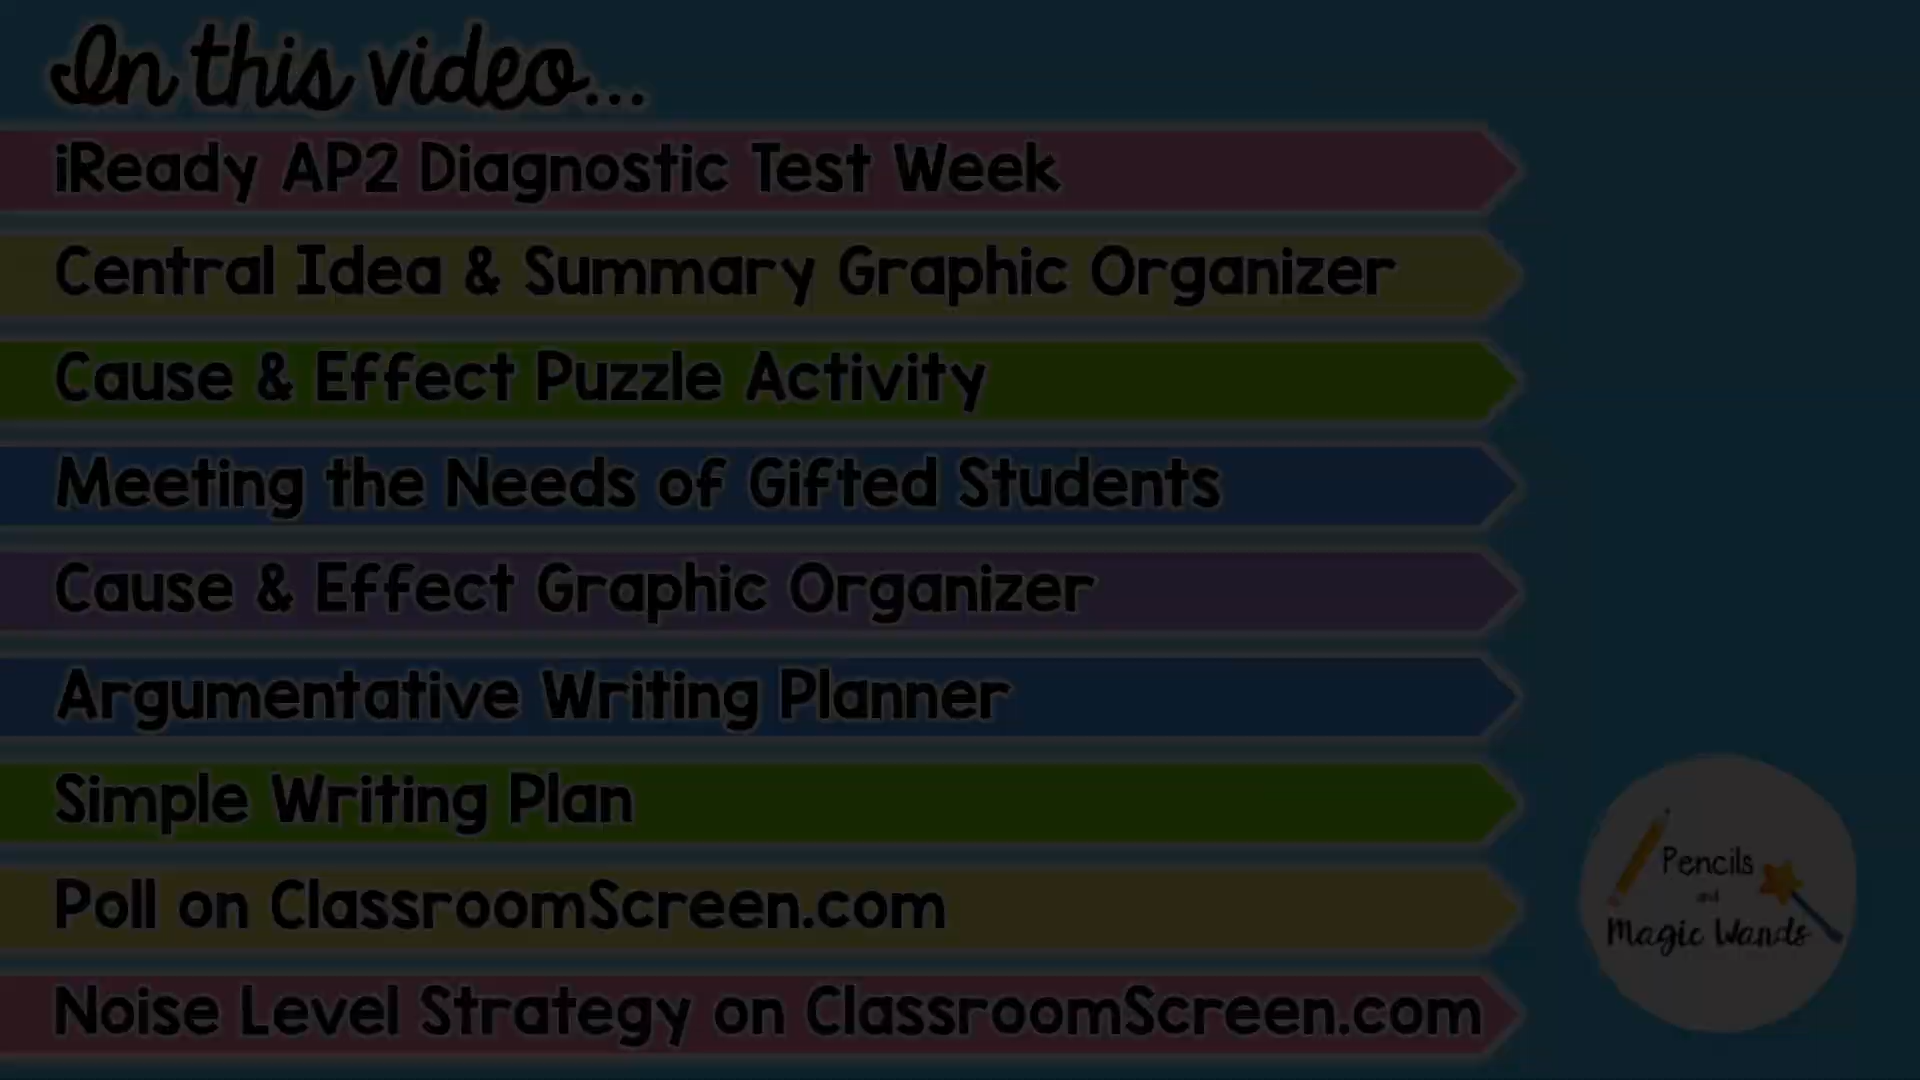 In this video...
iReady AP2 Diagnostic Test Week
Central Idea & Summary Graphic Organizer
Cause & Effect Puzzle Activity
Meeting the Needs of Gifted Students
Cause & Effect Graphic Organizer
Argumentative Writing Planner
Simple Writing Plan
Poll on ClassroomScreen.com
Noise Level Strategy on ClassroomScreen.com
Pencils
and
Magic Wands